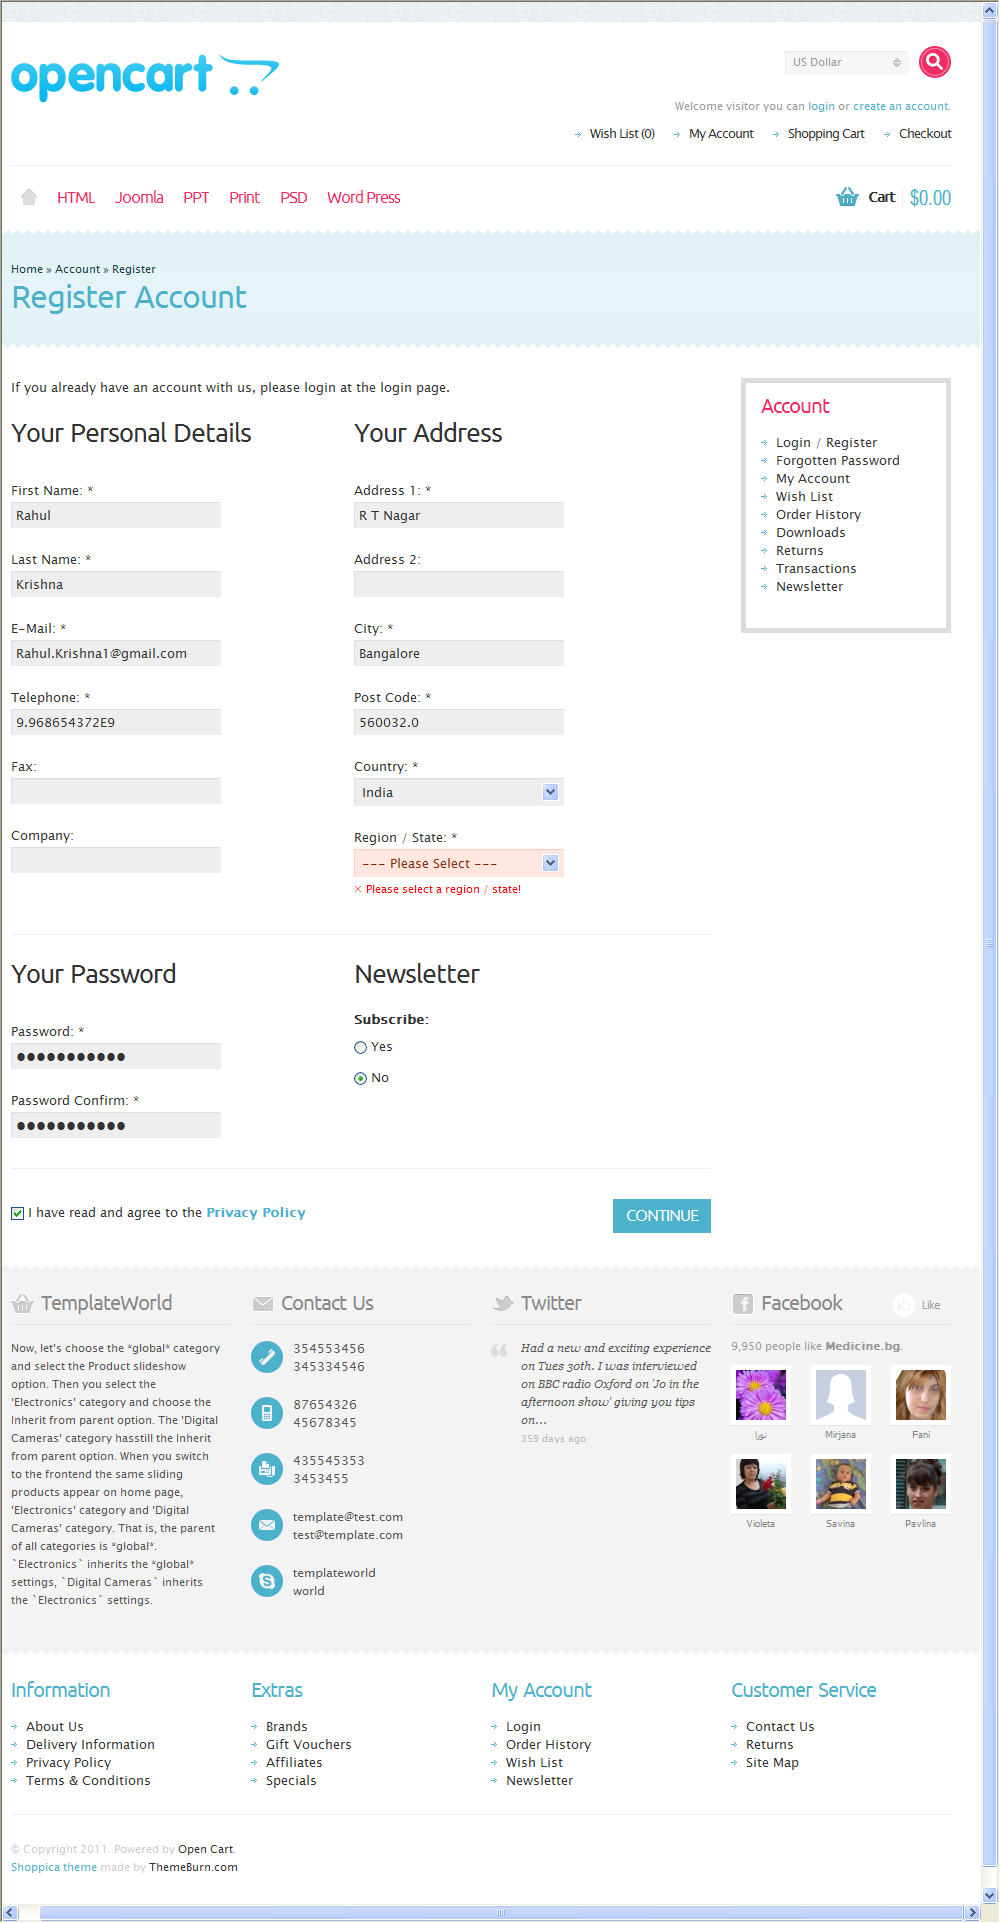 opencart
US Dollar
Welcome visitor you can login or create an account.
Wish List (0) My Account Shopping Cart Checkout
HTML Joomla PPT Print PSD Word Press
Cart $0.00
Home » Account » Register
Register Account
If you already have an account with us, please login at the login page.
Your Personal Details
First Name: *
Rahul
Last Name: *
Krishna
E-Mail: *
Rahul.Krishna1@gmail.com
Telephone: *
9.968654372E9
Fax:
Company:
Your Address
Address 1: *
R T Nagar
Address 2:
City: *
Bangalore
Post Code: *
560032.0
Country: *
India
Region / State: *
--- Please Select ---
× Please select a region / state!
Account
Login / Register
Forgotten Password
My Account
Wish List
Order History
Downloads
Returns
Transactions
Newsletter
Your Password
Password: *
Password Confirm: *
Newsletter
Subscribe:
Yes
No
I have read and agree to the Privacy Policy
CONTINUE
TemplateWorld
Now, let's choose the *global* category
and select the Product slideshow
option. Then you select the
'Electronics' category and choose the
Inherit from parent option. The 'Digital
Cameras' category hasstill the Inherit
from parent option. When you switch
to the frontend the same sliding
products appear on home page,
'Electronics' category and 'Digital
Cameras' category. That is, the parent
of all categories is *global*.
`Electronics` inherits the *global*
settings, `Digital Cameras` inherits
the `Electronics` settings.
Contact Us
354553456
345334546
87654326
45678345
435545353
3453455
template@test.com
test@template.com
templateworld
world
Twitter
Had a new and exciting experience
on Tues 30th. I was interviewed
on BBC radio Oxford on 'Jo in the
afternoon show' giving you tips
on...
359 days ago
Facebook
Like
9,950 people like Medicine.bg.
نورا Mirjana Fani
Violeta Savina Pavlina
Information
About Us
Delivery Information
Privacy Policy
Terms & Conditions
Extras
Brands
Gift Vouchers
Affiliates
Specials
My Account
Login
Order History
Wish List
Newsletter
Customer Service
Contact Us
Returns
Site Map
© Copyright 2011. Powered by Open Cart.
Shoppica theme made by ThemeBurn.com